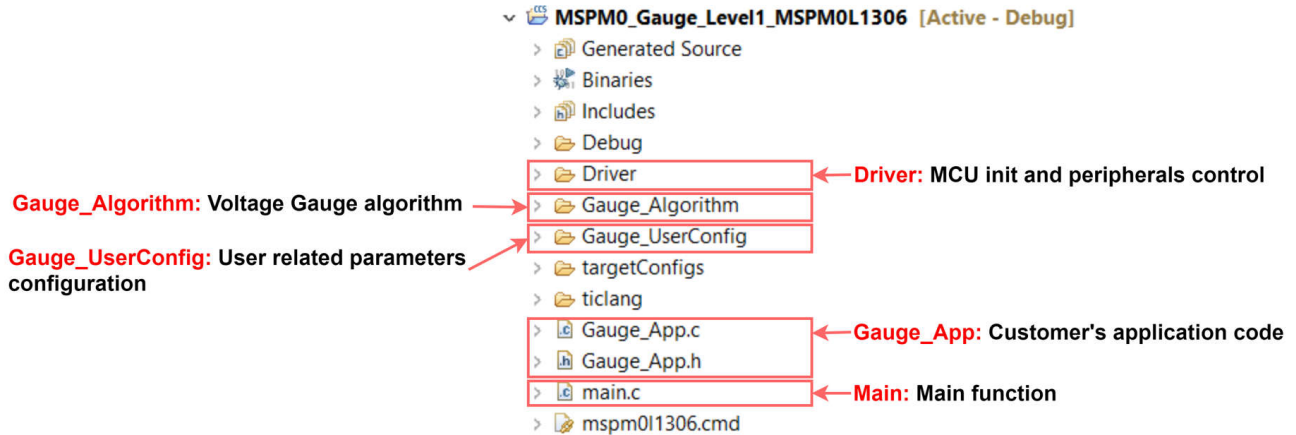 MSPM0_Gauge_Level1_MSPM0L1306 [Active - Debug]
Generated Source
Binaries
Includes
Debug
Driver
Driver: MCU init and peripherals control
Gauge_Algorithm: Voltage Gauge algorithm
Gauge_Algorithm
Gauge_UserConfig: User related parameters
configuration
Gauge_UserConfig
targetConfigs
ticlang
Gauge_App.c
Gauge_App: Customer's application code
Gauge_App.h
main.c
Main: Main function
mspm0l1306.cmd